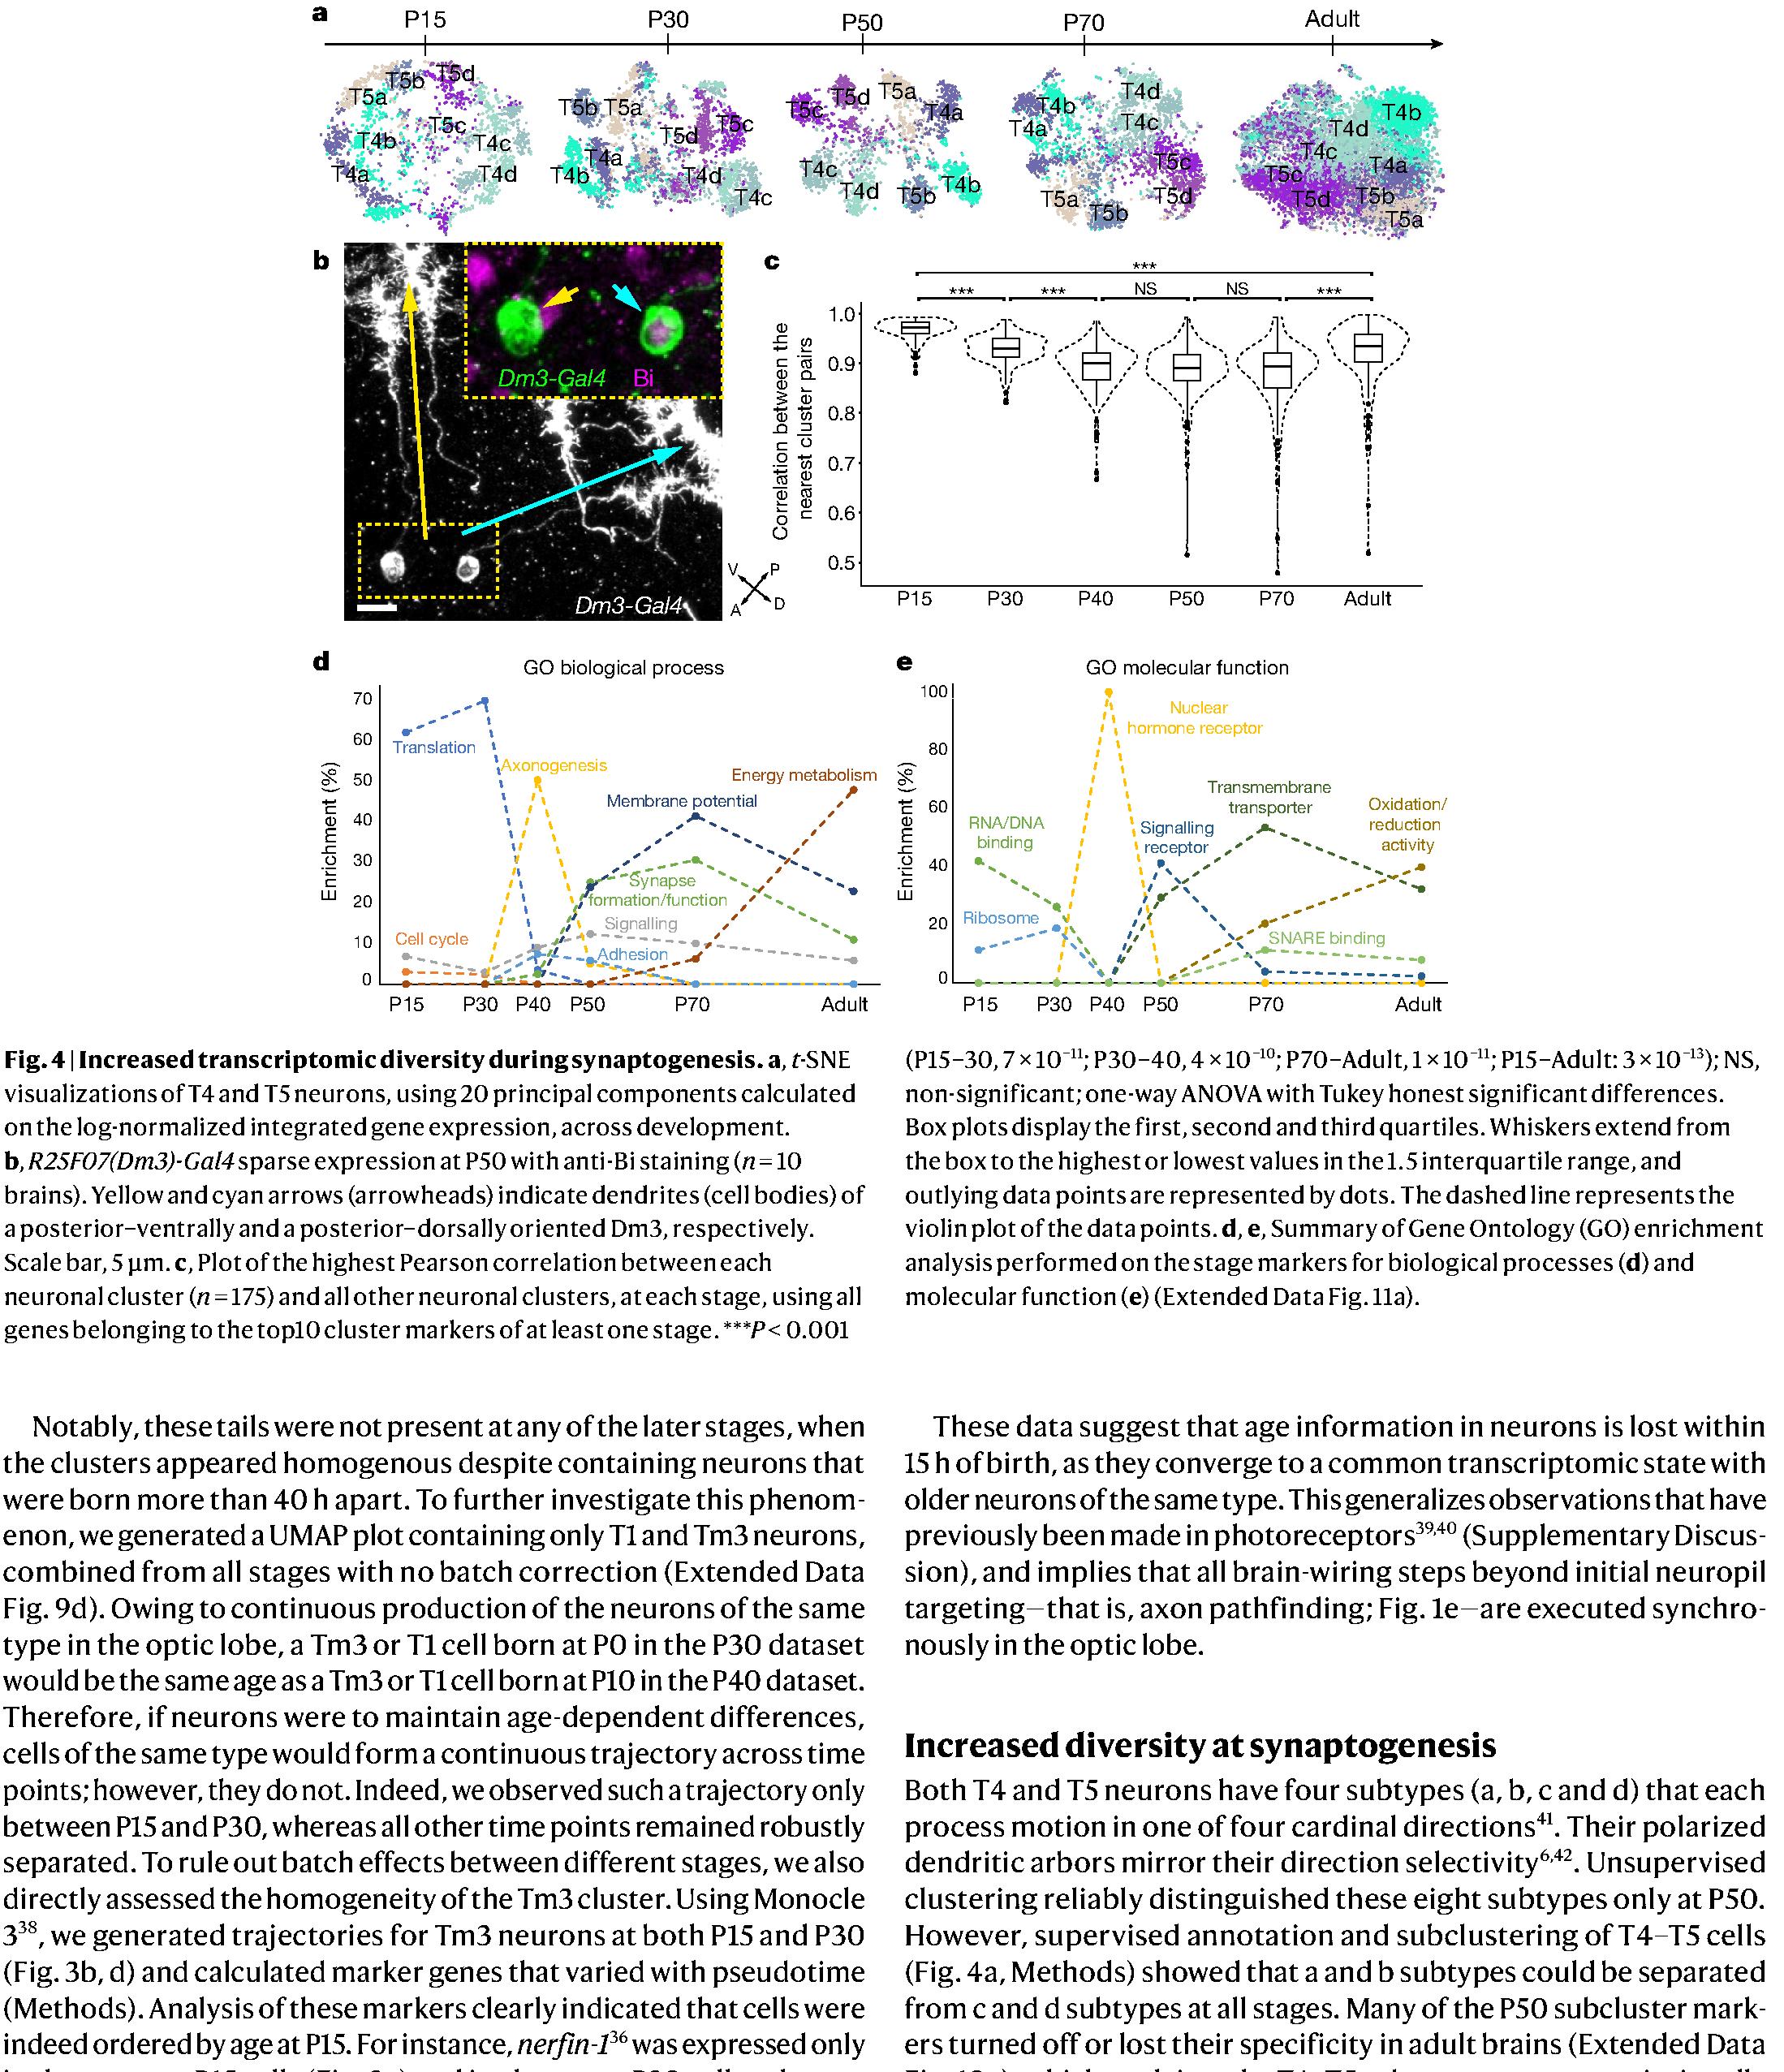 a
P15 P30 P50 P70 Adult
T5b T5d
T5a
T5c
T4b T4c
T4a T4d
T5b T5a
T5d T5c
T4a
T4b T4d
T4c
T5c T5d T5a
T4a
T4c
T4d T5b T4b
T4b T4d
T4a T4c
T5c
T5a T5d
T5b
T4b
T4d
T4c T4a
T5c
T5d T5b
T5a
b
Dm3-Gal4 Bi
Dm3-Gal4
V P
A D
c
***
*** *** NS NS ***
Correlation between the
nearest cluster pairs
1.0
0.9
0.8
0.7
0.6
0.5
P15 P30 P40 P50 P70 Adult
d
GO biological process
Enrichment (%)
70
60
50
40
30
20
10
0
Translation
Axonogenesis
Energy metabolism
Membrane potential
Synapse
formation/function
Signalling
Cell cycle
Adhesion
P15 P30 P40 P50 P70 Adult
e
GO molecular function
Enrichment (%)
100
80
60
40
20
0
Nuclear
hormone receptor
Transmembrane
transporter
Oxidation/
reduction
activity
RNA/DNA
binding
Signalling
receptor
Ribosome
SNARE binding
P15 P30 P40 P50 P70 Adult
Fig. 4 | Increased transcriptomic diversity during synaptogenesis. a, t-SNE
visualizations of T4 and T5 neurons, using 20 principal components calculated
on the log-normalized integrated gene expression, across development.
b, R25F07(Dm3)-Gal4 sparse expression at P50 with anti-Bi staining (n = 10
brains). Yellow and cyan arrows (arrowheads) indicate dendrites (cell bodies) of
a posterior–ventrally and a posterior–dorsally oriented Dm3, respectively.
Scale bar, 5 μm. c, Plot of the highest Pearson correlation between each
neuronal cluster (n = 175) and all other neuronal clusters, at each stage, using all
genes belonging to the top10 cluster markers of at least one stage. ***P < 0.001
(P15–30, 7 × 10⁻¹¹; P30–40, 4 × 10⁻¹⁰; P70–Adult, 1 × 10⁻¹¹; P15–Adult: 3 × 10⁻¹³); NS,
non-significant; one-way ANOVA with Tukey honest significant differences.
Box plots display the first, second and third quartiles. Whiskers extend from
the box to the highest or lowest values in the 1.5 interquartile range, and
outlying data points are represented by dots. The dashed line represents the
violin plot of the data points. d, e, Summary of Gene Ontology (GO) enrichment
analysis performed on the stage markers for biological processes (d) and
molecular function (e) (Extended Data Fig. 11a).
Notably, these tails were not present at any of the later stages, when
the clusters appeared homogenous despite containing neurons that
were born more than 40 h apart. To further investigate this phenom-
enon, we generated a UMAP plot containing only T1 and Tm3 neurons,
combined from all stages with no batch correction (Extended Data
Fig. 9d). Owing to continuous production of the neurons of the same
type in the optic lobe, a Tm3 or T1 cell born at P0 in the P30 dataset
would be the same age as a Tm3 or T1 cell born at P10 in the P40 dataset.
Therefore, if neurons were to maintain age-dependent differences,
cells of the same type would form a continuous trajectory across time
points; however, they do not. Indeed, we observed such a trajectory only
between P15 and P30, whereas all other time points remained robustly
separated. To rule out batch effects between different stages, we also
directly assessed the homogeneity of the Tm3 cluster. Using Monocle
3³⁸, we generated trajectories for Tm3 neurons at both P15 and P30
(Fig. 3b, d) and calculated marker genes that varied with pseudotime
(Methods). Analysis of these markers clearly indicated that cells were
indeed ordered by age at P15. For instance, nerfin-1³⁶ was expressed only
These data suggest that age information in neurons is lost within
15 h of birth, as they converge to a common transcriptomic state with
older neurons of the same type. This generalizes observations that have
previously been made in photoreceptors³⁹,⁴⁰ (Supplementary Discus-
sion), and implies that all brain-wiring steps beyond initial neuropil
targeting—that is, axon pathfinding; Fig. 1e—are executed synchro-
nously in the optic lobe.
Increased diversity at synaptogenesis
Both T4 and T5 neurons have four subtypes (a, b, c and d) that each
process motion in one of four cardinal directions⁴¹. Their polarized
dendritic arbors mirror their direction selectivity⁶,⁴². Unsupervised
clustering reliably distinguished these eight subtypes only at P50.
However, supervised annotation and subclustering of T4–T5 cells
(Fig. 4a, Methods) showed that a and b subtypes could be separated
from c and d subtypes at all stages. Many of the P50 subcluster mark-
ers turned off or lost their specificity in adult brains (Extended Data